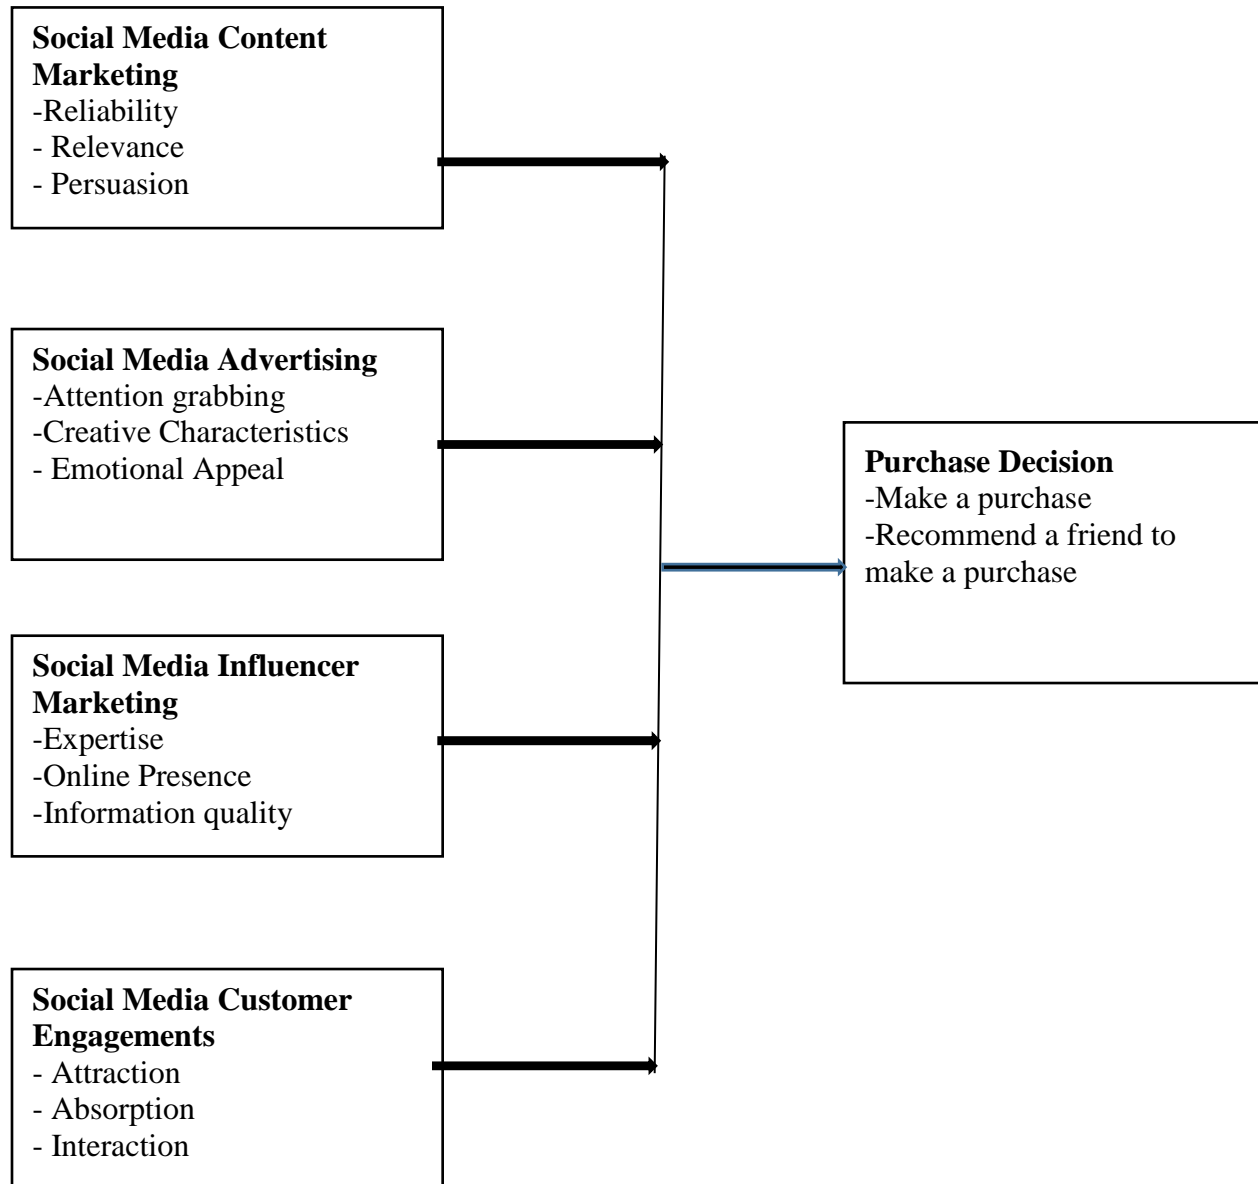 Social Media Content
Marketing
-Reliability
- Relevance
- Persuasion
Social Media Advertising
-Attention grabbing
-Creative Characteristics
- Emotional Appeal
Social Media Influencer
Marketing
-Expertise
-Online Presence
-Information quality
Social Media Customer
Engagements
- Attraction
- Absorption
- Interaction
Purchase Decision
-Make a purchase
-Recommend a friend to
make a purchase